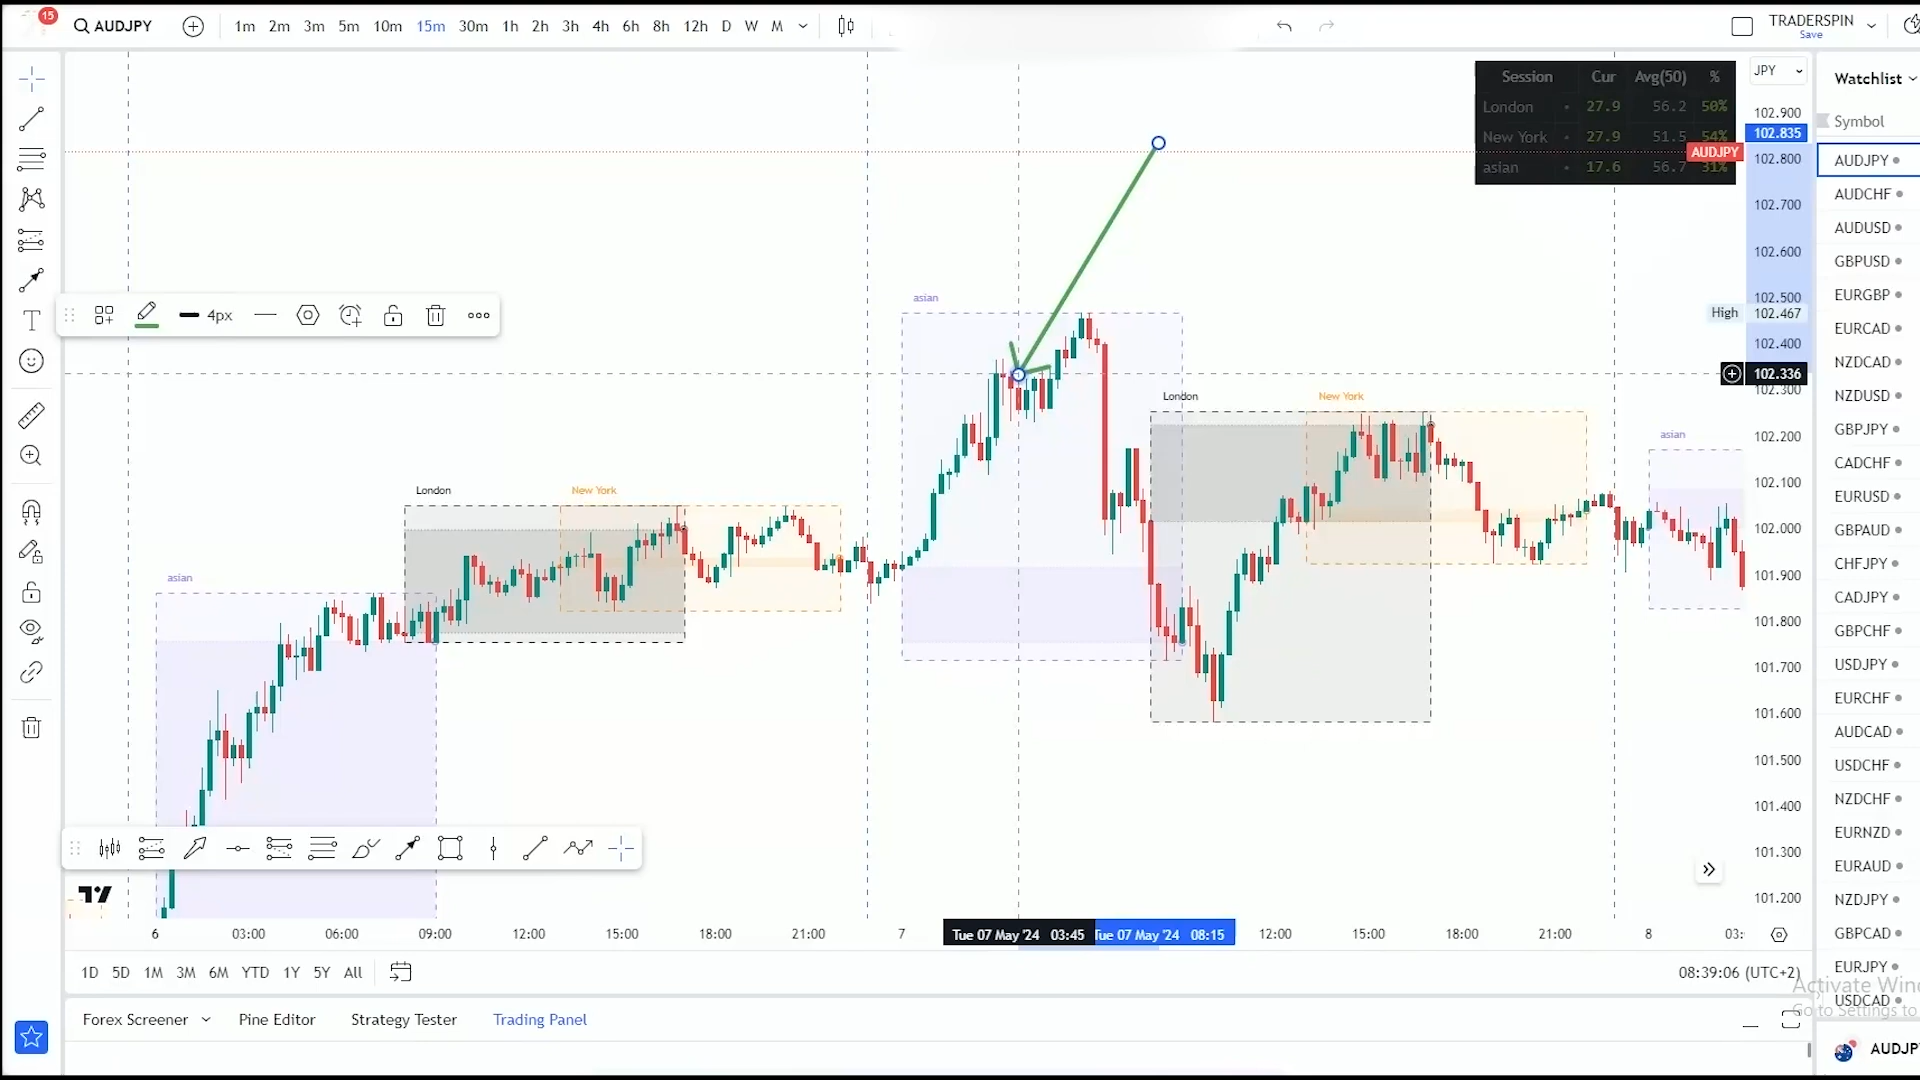 15
AUDJPY
1m 2m 3m 5m 10m 15m 30m 1h 2h 3h 4h 6h 8h 12h D W M
TRADERSPIN
Save
Session Cur Avg(50) %
London • 27.9 56.2 50%
New York • 27.9 51.5 54%
asian • 17.6 56.7 31%
AUDJPY
JPY
102.900
102.835
102.800
102.700
102.600
102.500
High 102.467
102.400
102.336
102.300
102.200
102.100
102.000
101.900
101.800
101.700
101.600
101.500
101.400
101.300
101.200
Watchlist
Symbol
AUDJPY
AUDCHF
AUDUSD
GBPUSD
EURGBP
EURCAD
NZDCAD
NZDUSD
GBPJPY
CADCHF
EURUSD
GBPAUD
CHFJPY
CADJPY
GBPCHF
USDJPY
EURCHF
AUDCAD
USDCHF
NZDCHF
EURNZD
EURAUD
NZDJPY
GBPCAD
EURJPY
USDCAD
4px
asian
London
New York
asian
London
New York
asian
6 03:00 06:00 09:00 12:00 15:00 18:00 21:00 7 Tue 07 May '24 03:45 Tue 07 May '24 08:15 12:00 15:00 18:00 21:00 8 03:
1D 5D 1M 3M 6M YTD 1Y 5Y All
08:39:06 (UTC+2)
Activate Wind
Go to Settings to
Forex Screener Pine Editor Strategy Tester Trading Panel
AUDJP